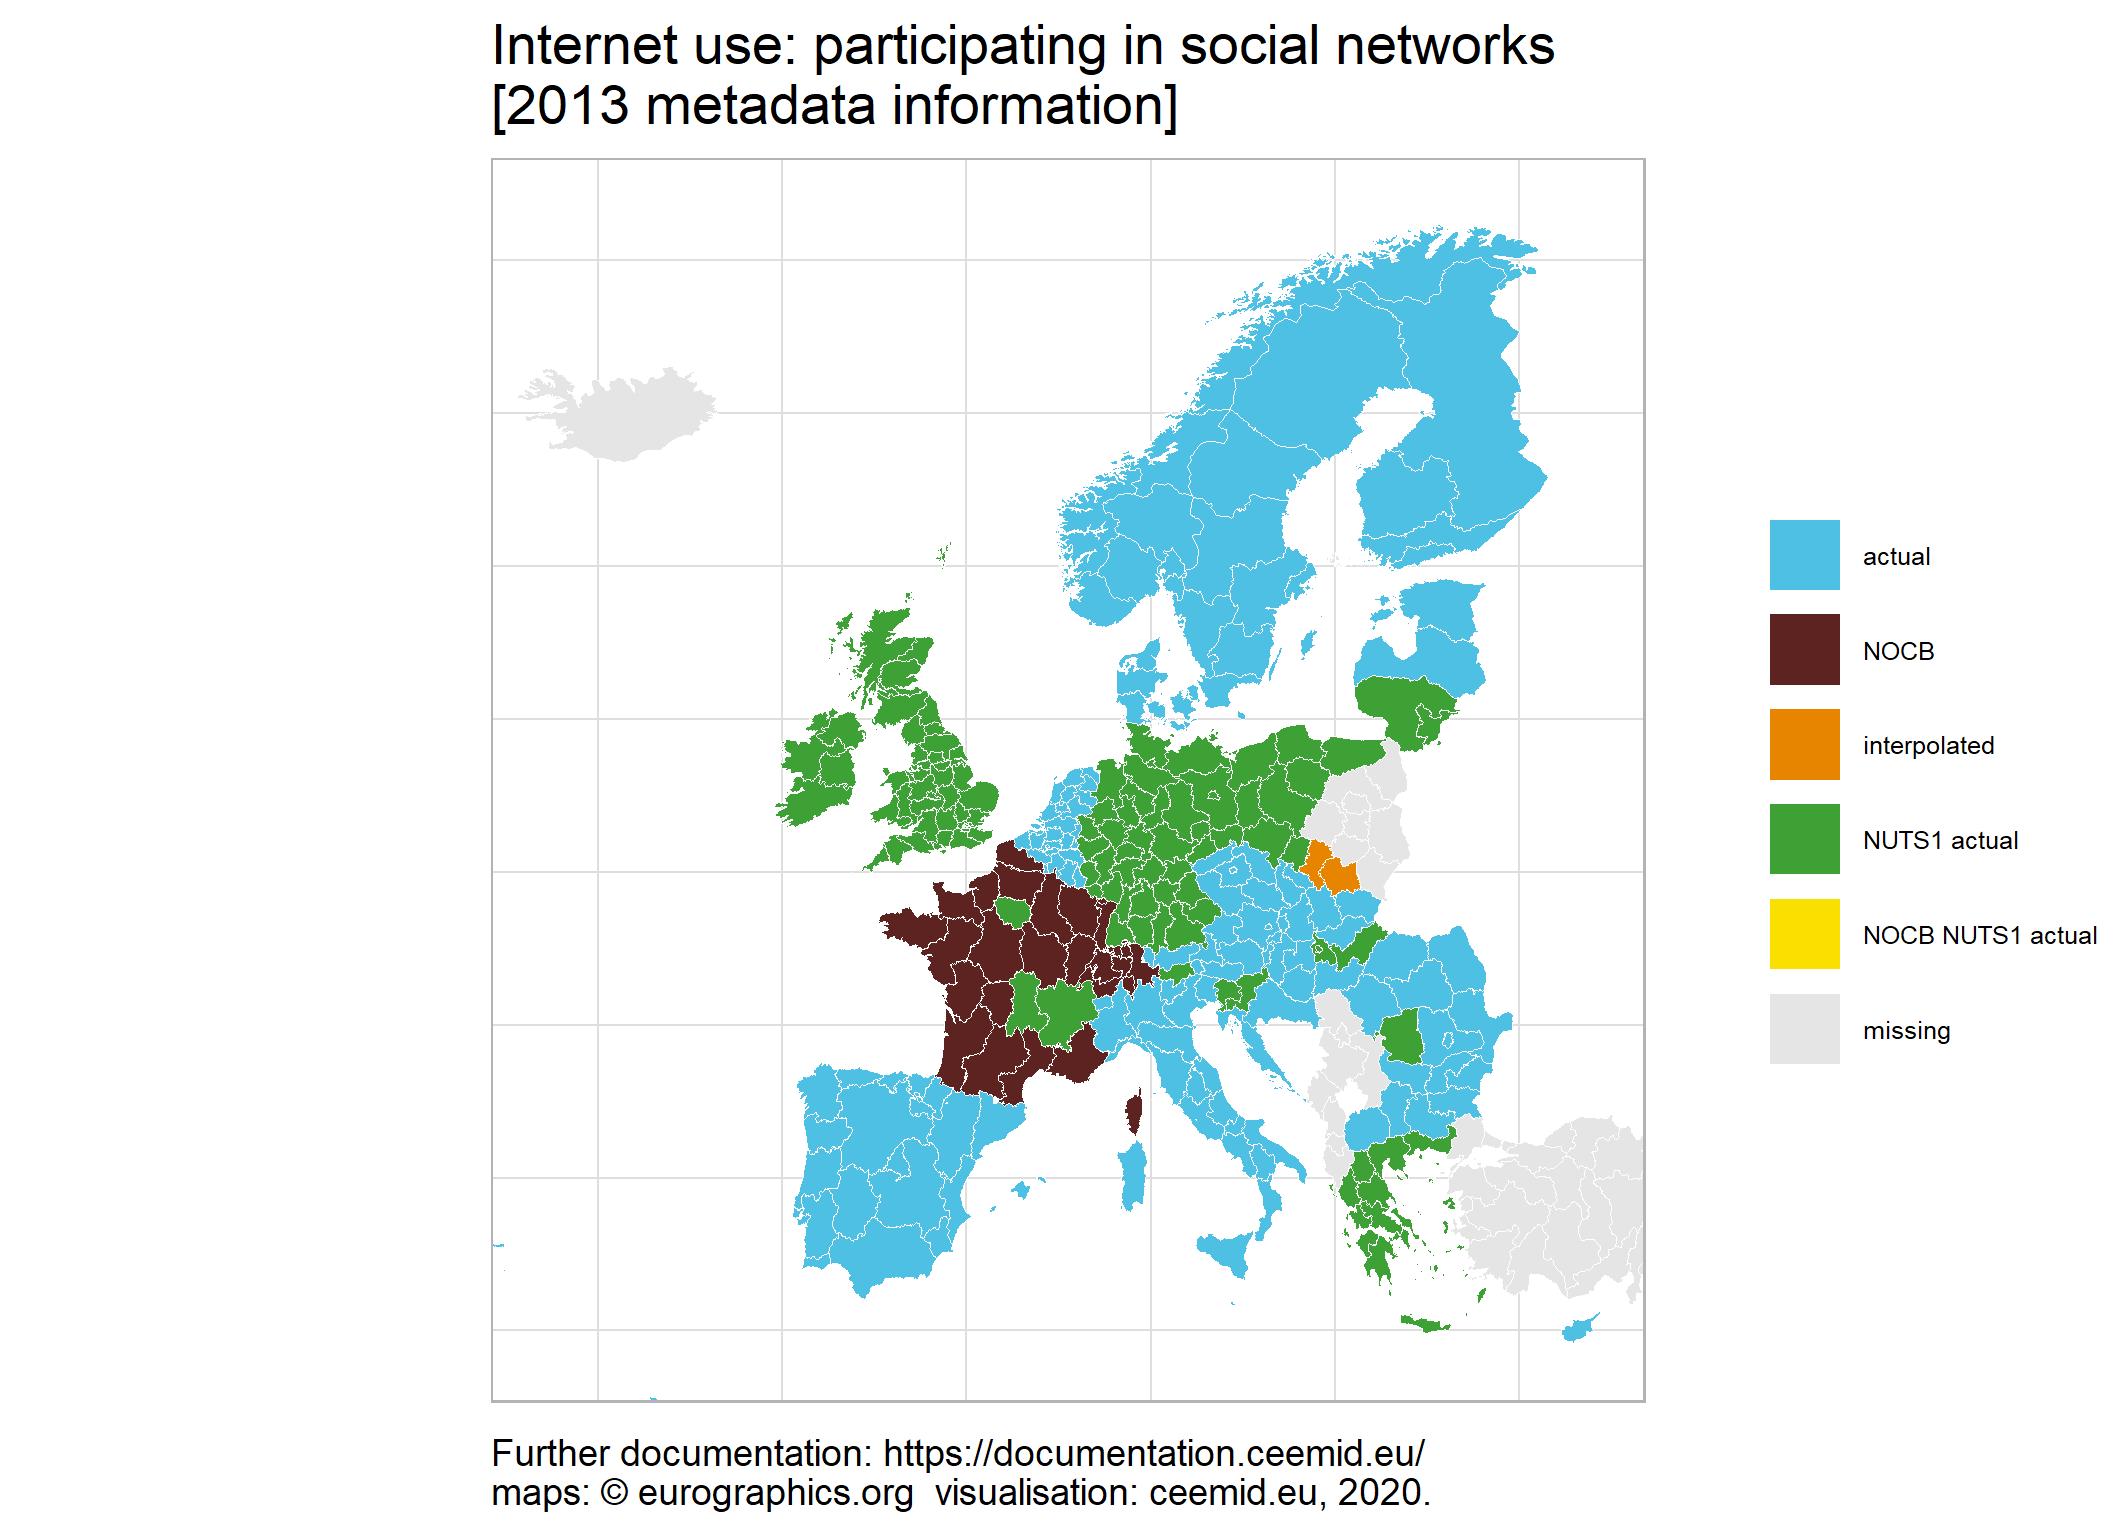 Internet use: participating in social networks
[2013 metadata information]
actual
NOCB
interpolated
NUTS1 actual
NOCB NUTS1 actual
missing
Further documentation: https://documentation.ceemid.eu/
maps: © eurographics.org  visualisation: ceemid.eu, 2020.